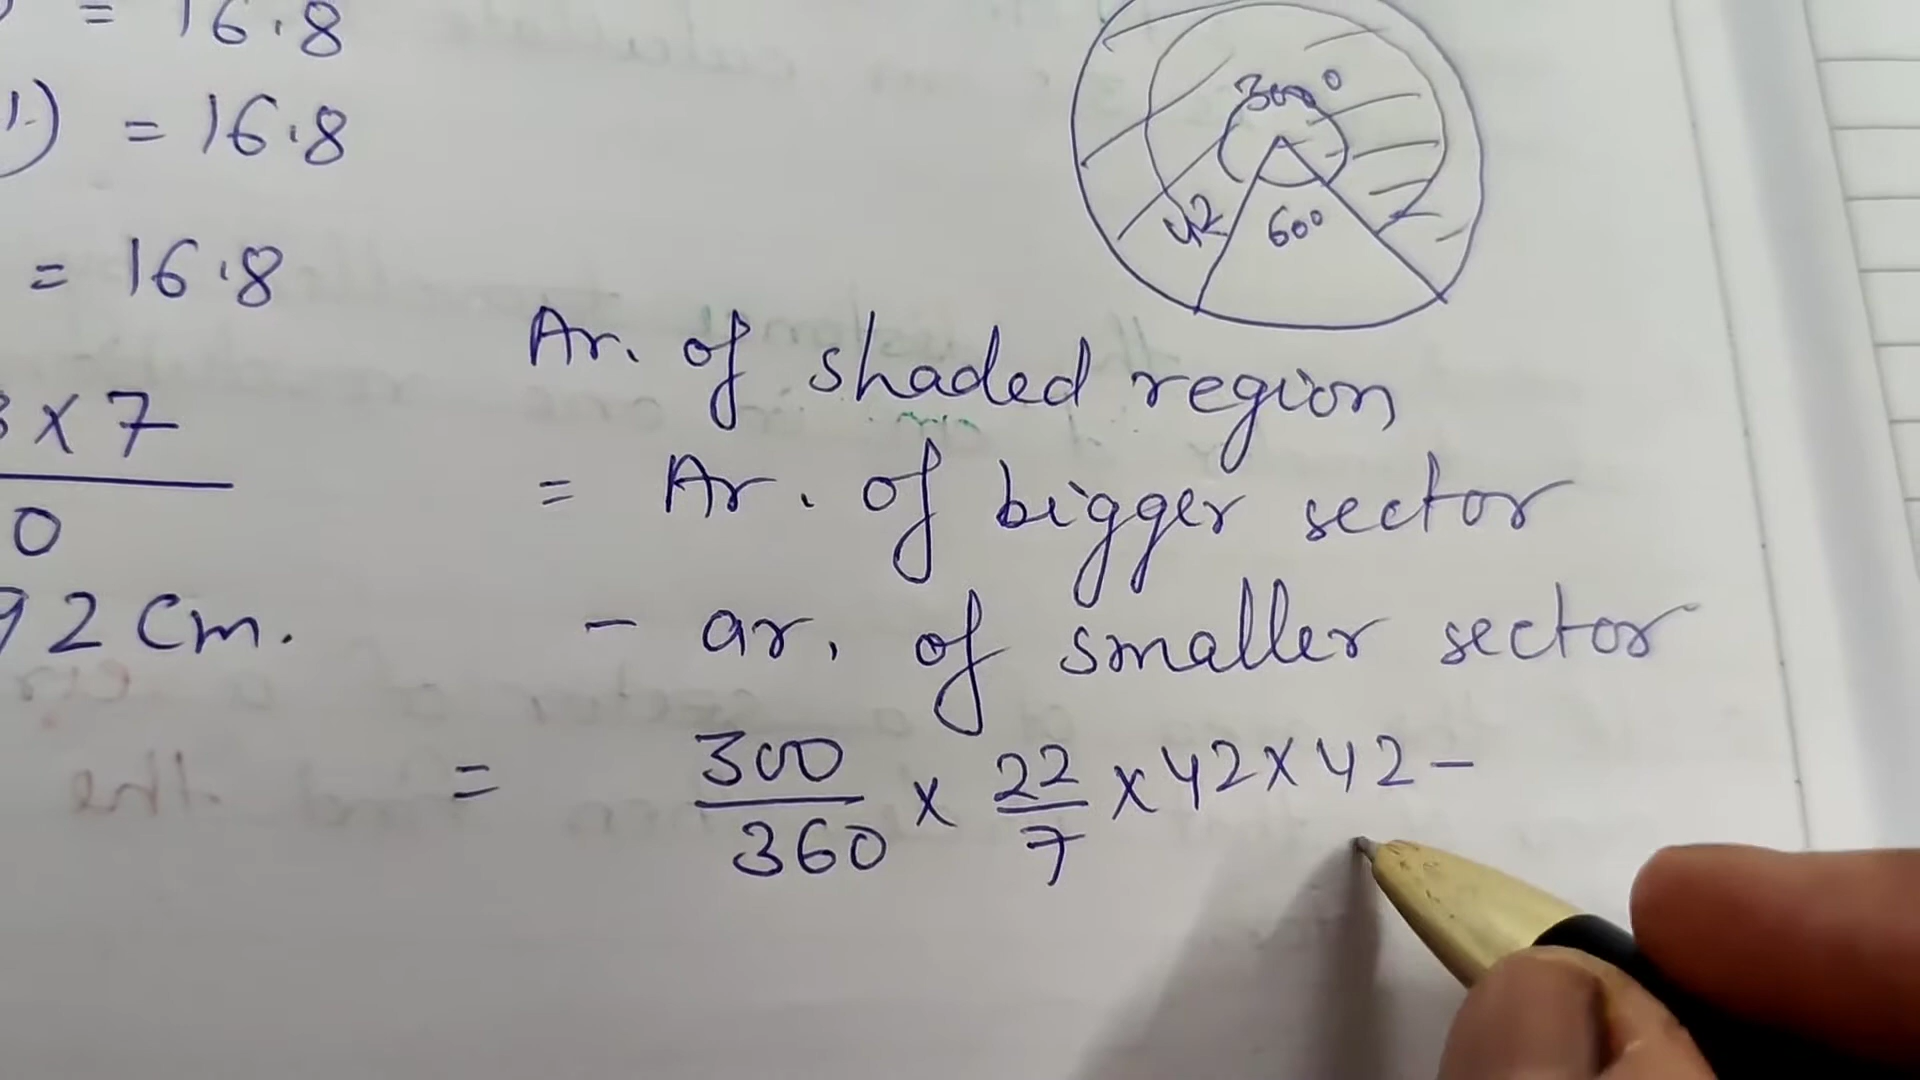 = 16.8
= 16.8
= 16.8
x 7
0
92 cm.
300°
42
60°
Ar. of shaded region
= Ar. of bigger sector
- ar. of smaller sector
= 300/360 x 22/7 x 42 x 42 -